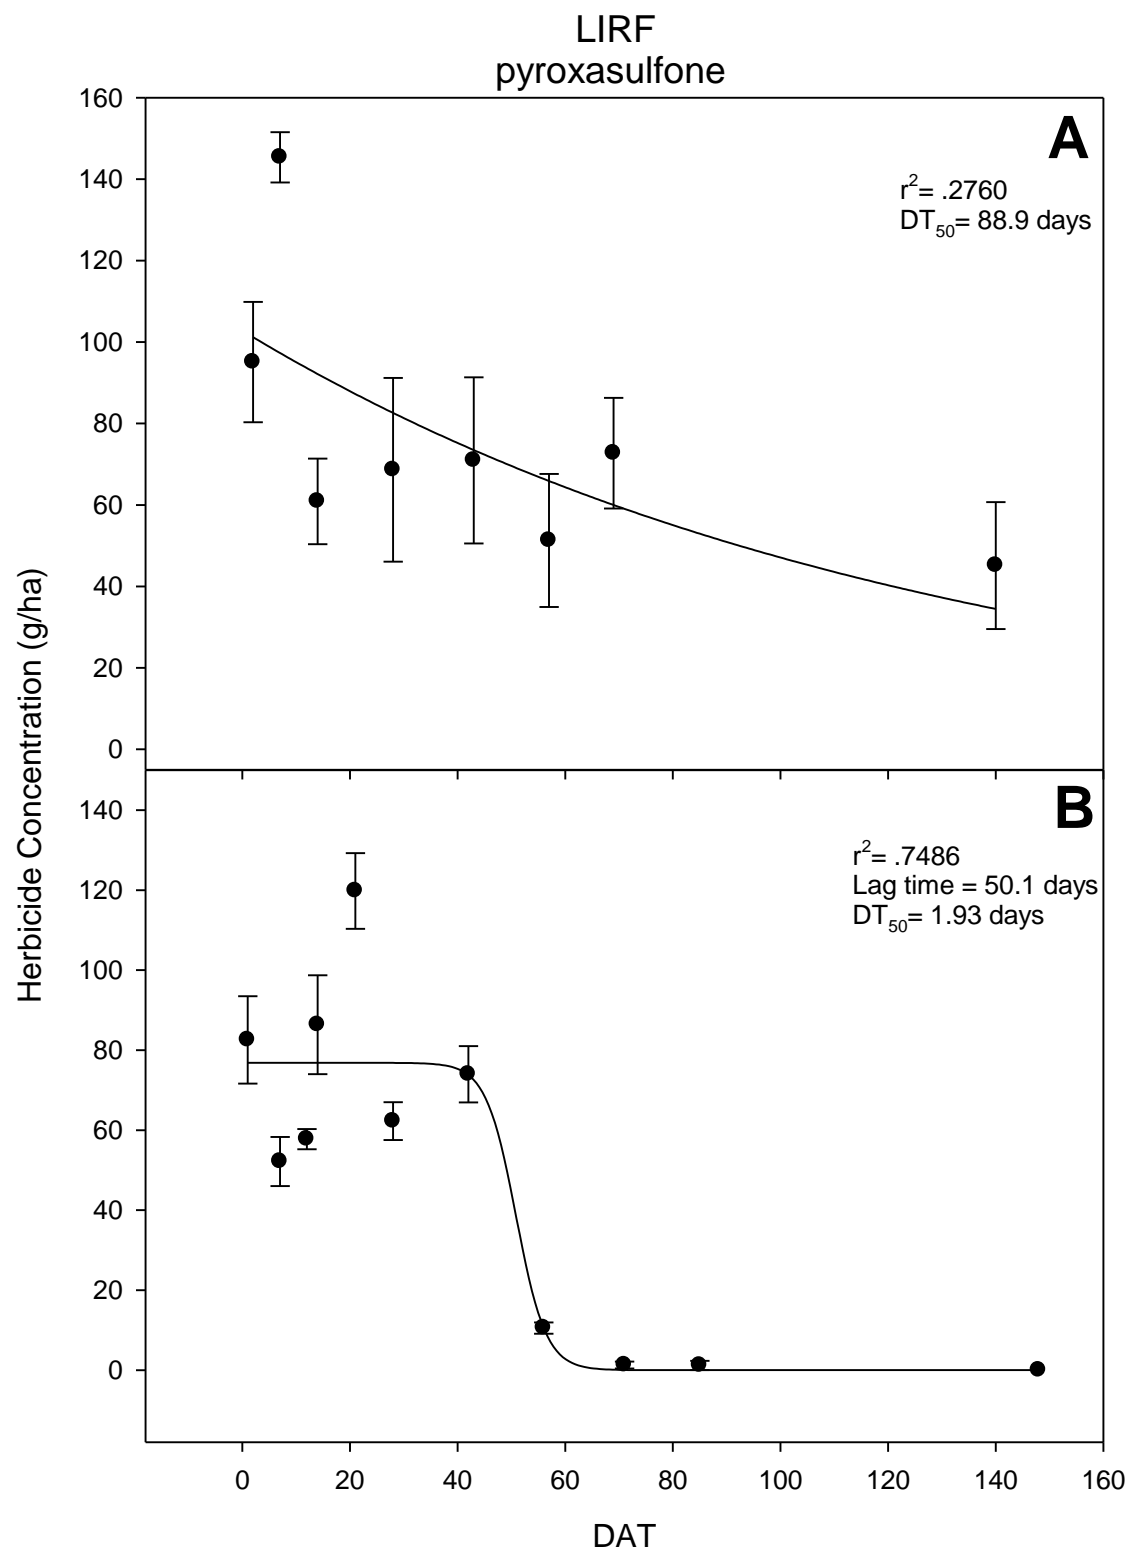 LIRF
pyroxasulfone
160
A
140
r²= .2760
DT₅₀= 88.9 days
120
100
80
60
40
20
0
Herbicide Concentration (g/ha)
B
140
r²= .7486
Lag time = 50.1 days
DT₅₀= 1.93 days
120
100
80
60
40
20
0
0 20 40 60 80 100 120 140 160
DAT